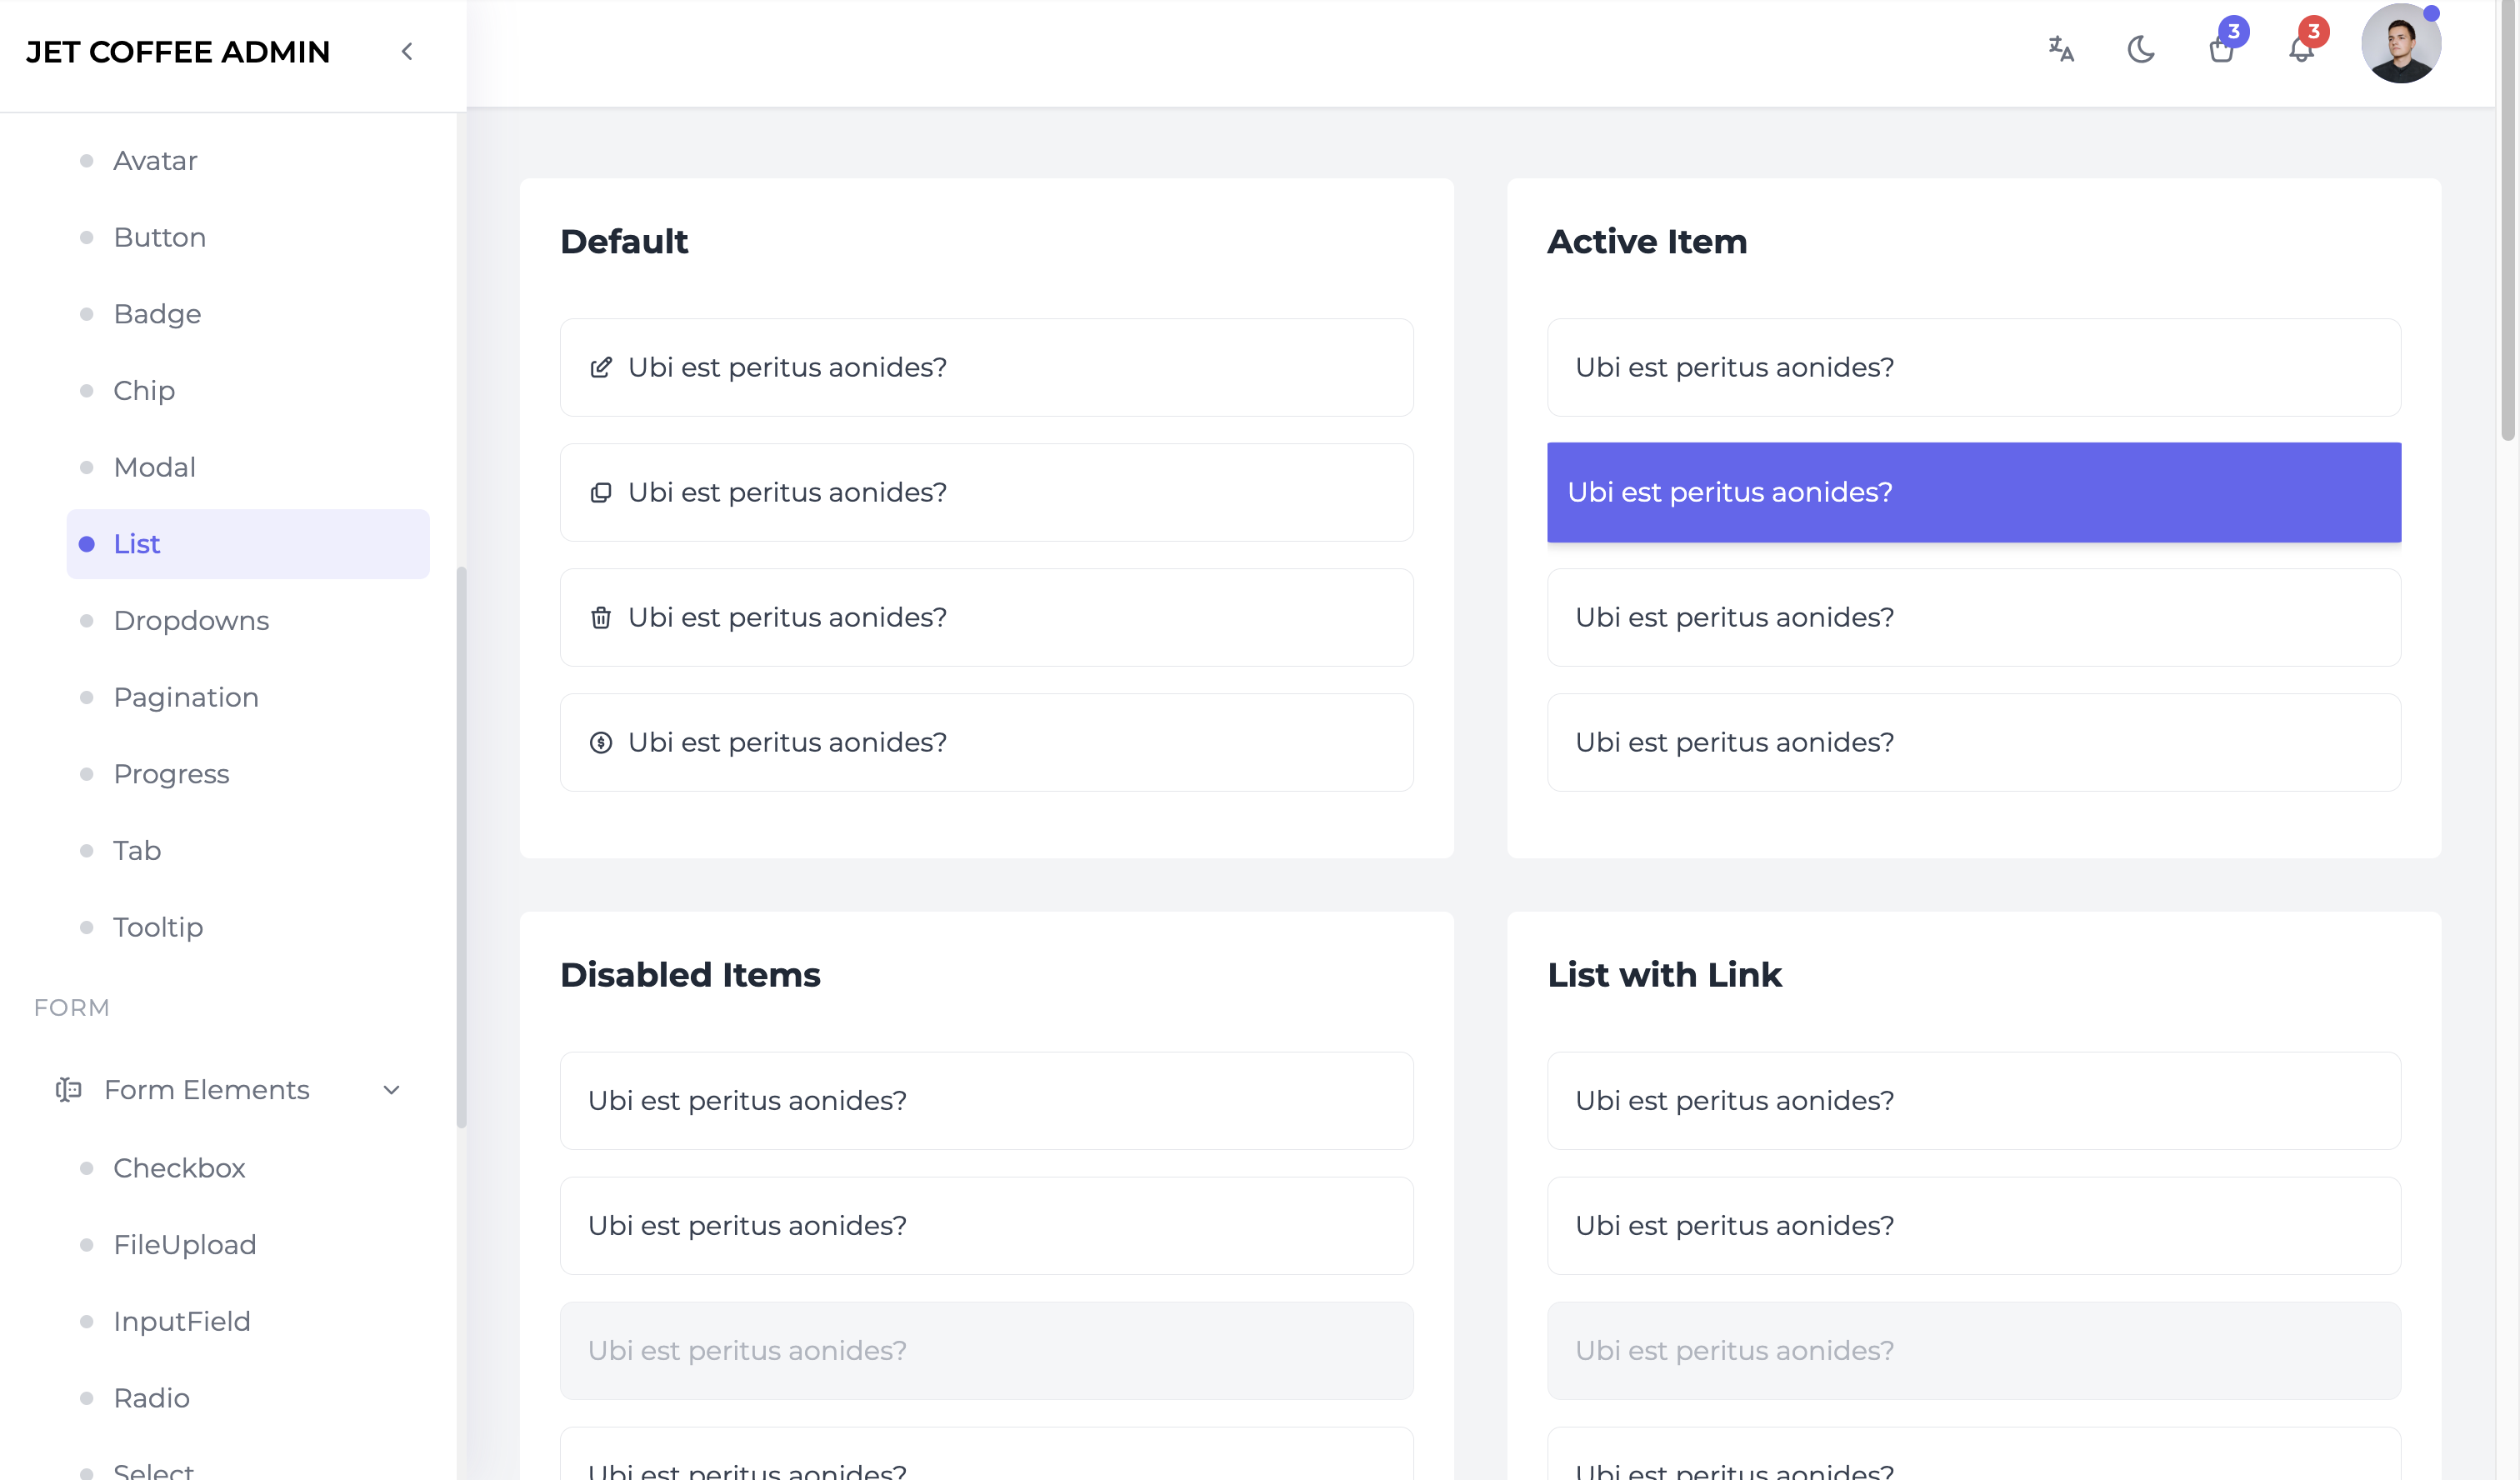 JET COFFEE ADMIN
3
3
Avatar
Button
Badge
Chip
Modal
List
Dropdowns
Pagination
Progress
Tab
Tooltip
FORM
Form Elements
Checkbox
FileUpload
InputField
Radio
Select
Default
Ubi est peritus aonides?
Ubi est peritus aonides?
Ubi est peritus aonides?
Ubi est peritus aonides?
Active Item
Ubi est peritus aonides?
Ubi est peritus aonides?
Ubi est peritus aonides?
Ubi est peritus aonides?
Disabled Items
Ubi est peritus aonides?
Ubi est peritus aonides?
Ubi est peritus aonides?
Ubi est peritus aonides?
List with Link
Ubi est peritus aonides?
Ubi est peritus aonides?
Ubi est peritus aonides?
Ubi est peritus aonides?